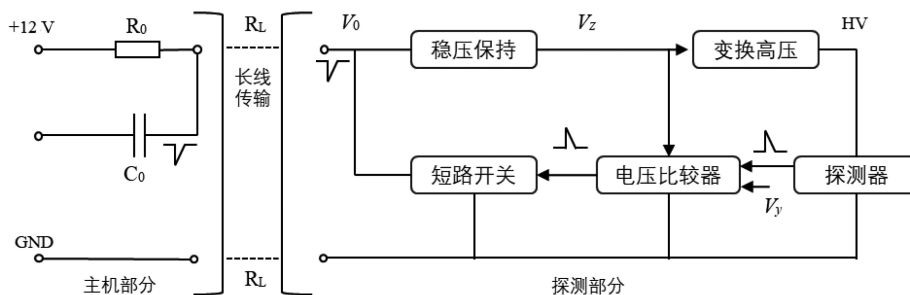 +12 V
R₀
R_L
V₀
V_z
HV
稳压保持
变换高压
长线
传输
C₀
短路开关
电压比较器
探测器
V_y
GND
主机部分
R_L
探测部分